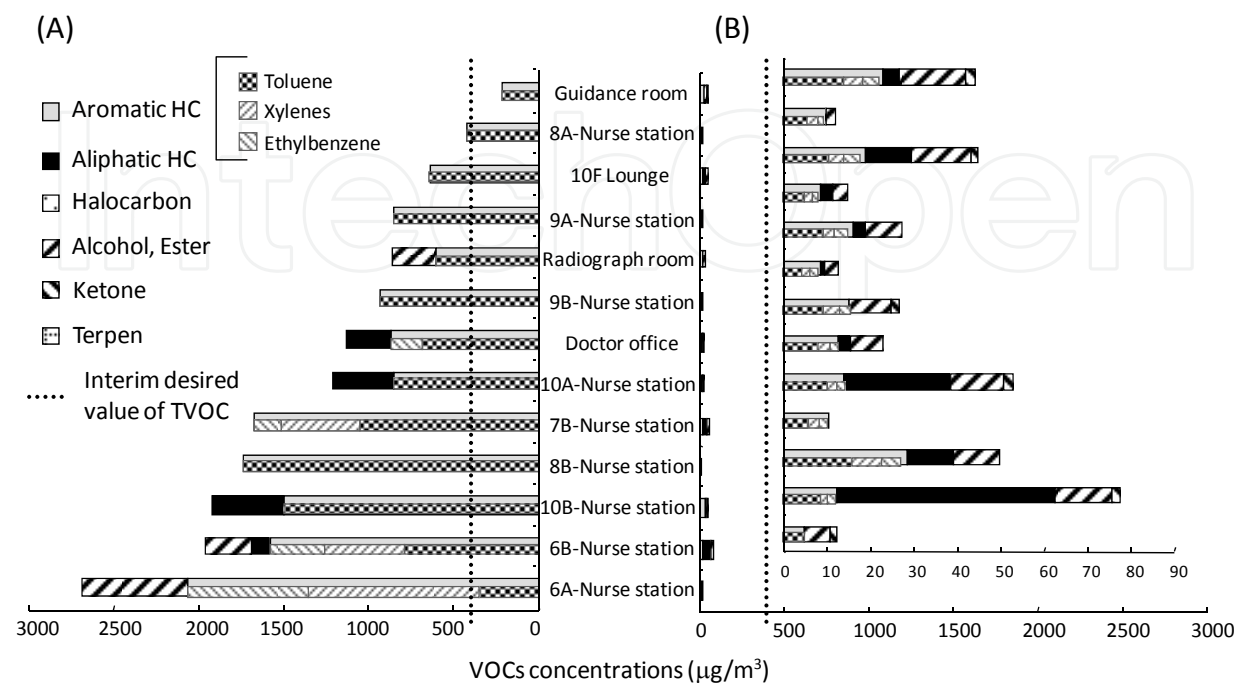 (A)
(B)
Toluene
Xylenes
Ethylbenzene
Aromatic HC
Aliphatic HC
Halocarbon
Alcohol, Ester
Ketone
Terpen
Interim desired
value of TVOC
Guidance room
8A-Nurse station
10F Lounge
9A-Nurse station
Radiograph room
9B-Nurse station
Doctor office
10A-Nurse station
7B-Nurse station
8B-Nurse station
10B-Nurse station
6B-Nurse station
6A-Nurse station
0 10 20 30 40 50 60 70 80 90
3000 2000 1500 1000 500 0
0 500 1000 1500 2000 2500 3000
VOCs concentrations (µg/m³)
IntechOpen